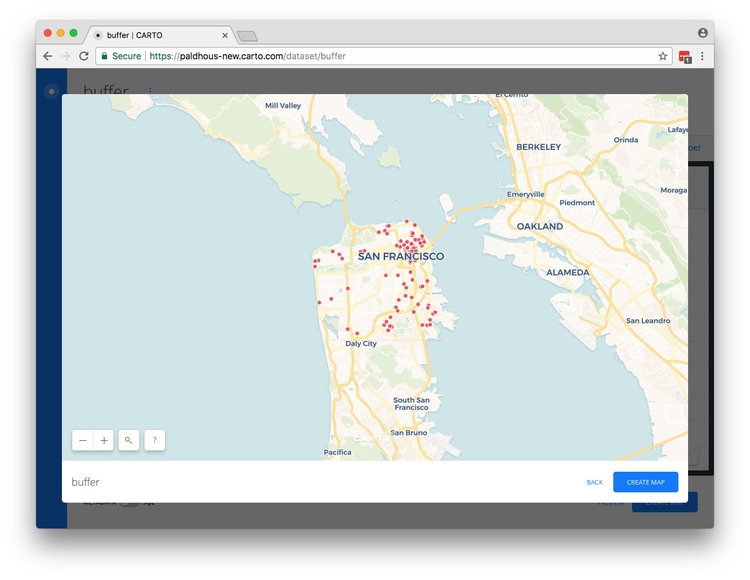 buffer | CARTO
Secure | https://paldhous-new.carto.com/dataset/buffer
buffer
Mill Valley
El Cerrito
BERKELEY
Orinda
Lafaye
ORT
Moraga
Emeryville
Piedmont
OAKLAND
SAN FRANCISCO
ALAMEDA
San Leandro
Daly City
South San
Francisco
San Bruno
Pacifica
− + ?
buffer
BACK
CREATE MAP
METADATA SQL
PREVIEW
CREATE MAP